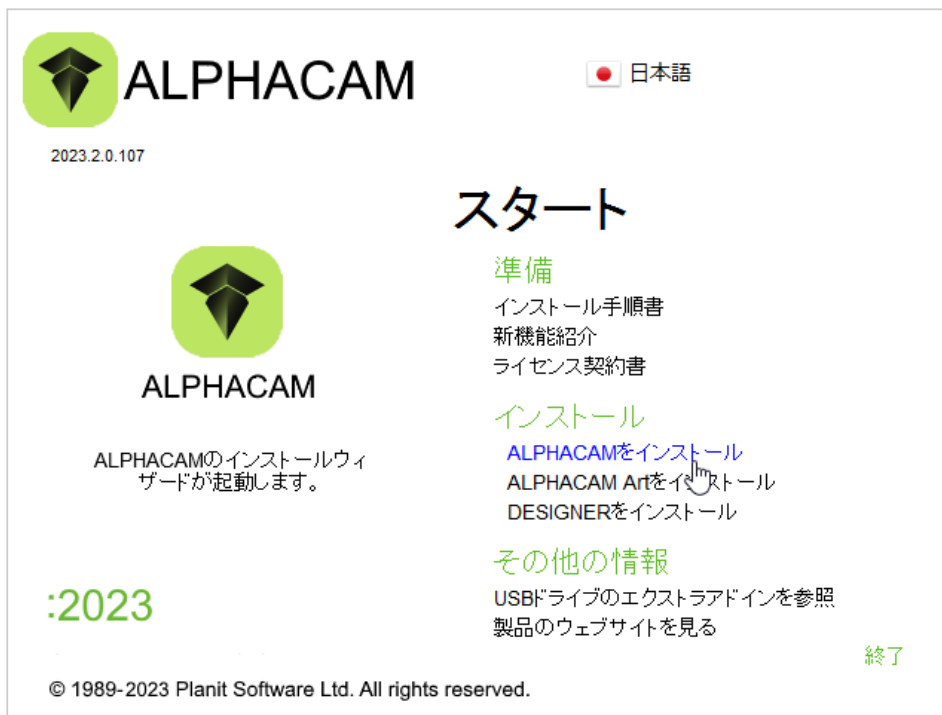 ALPHACAM
日本語
2023.2.0.107
スタート
準備
インストール手順書
新機能紹介
ライセンス契約書
ALPHACAM
ALPHACAMのインストールウィ
ザードが起動します。
インストール
ALPHACAMをインストール
ALPHACAM Artをインストール
DESIGNERをインストール
その他の情報
USBドライブのエクストラアドインを参照
製品のウェブサイトを見る
:2023
終了
© 1989-2023 Planit Software Ltd. All rights reserved.